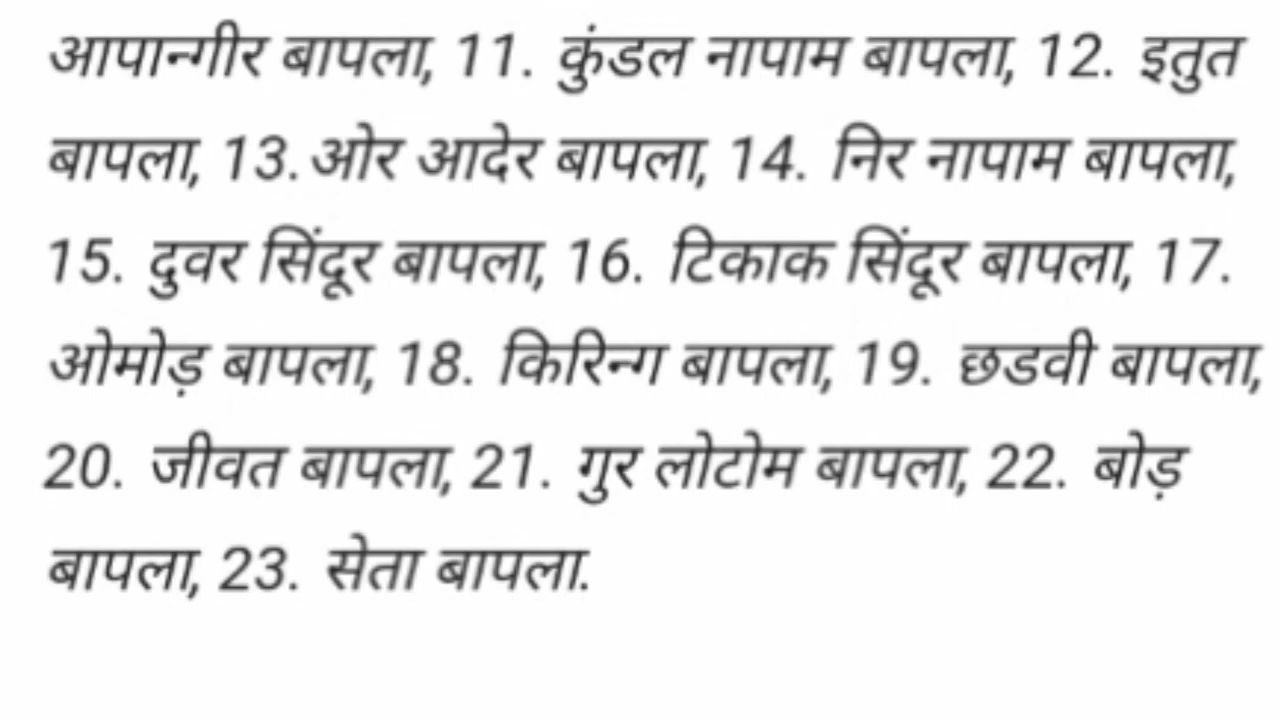 आपान्गीर बापला, 11. कुंडल नापाम बापला, 12. इतुत
बापला, 13. ओर आदेर बापला, 14. निर नापाम बापला,
15. दुवर सिंदूर बापला, 16. टिकाक सिंदूर बापला, 17.
ओमोड़ बापला, 18. किरिन्ग बापला, 19. छडवी बापला,
20. जीवत बापला, 21. गुर लोटोम बापला, 22. बोड़
बापला, 23. सेता बापला.